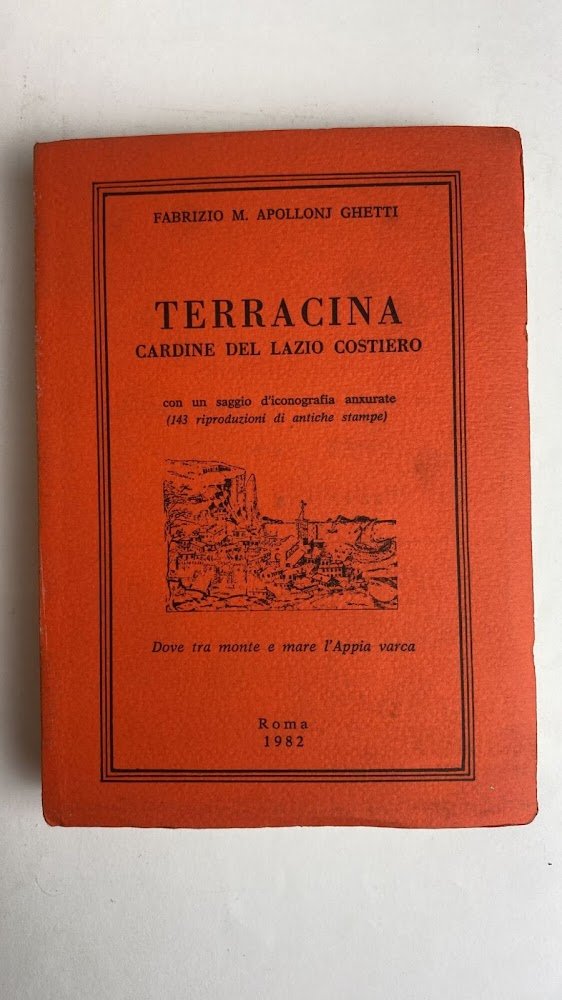 FABRIZIO M. APOLLONJ GHETTI
TERRACINA
CARDINE DEL LAZIO COSTIERO
con un saggio d'iconografia anxurate
(143 riproduzioni di antiche stampe)
Dove tra monte e mare l'Appia varca
Roma
1982